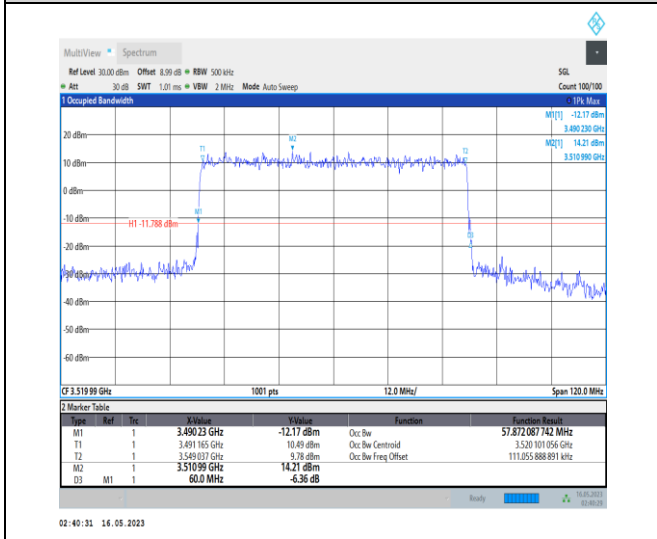 MultiView Spectrum
Ref Level 30.00 dBm Offset 8.99 dB RBW 500 kHz SGL
Att 30 dB SWT 1.01 ms VBW 2 MHz Mode Auto Sweep Count 100/100
1 Occupied Bandwidth 1Pk Max
M1[1] -12.17 dBm
3.490 230 GHz
20 dBm
M2[1] 14.21 dBm
3.510 990 GHz
M2
T1
T2
10 dBm
0 dBm
M1
-10 dBm
H1 -11.788 dBm
D3
-20 dBm
-30 dBm
-40 dBm
-50 dBm
-60 dBm
CF 3.519 99 GHz 1001 pts 12.0 MHz/ Span 120.0 MHz
2 Marker Table
Type Ref Trc X-Value Y-Value Function Function Result
M1 1 3.490 23 GHz -12.17 dBm Occ Bw 57.872 087 742 MHz
T1 1 3.491 165 GHz 10.49 dBm Occ Bw Centroid 3.520 101 056 GHz
T2 1 3.549 037 GHz 9.78 dBm Occ Bw Freq Offset 111.055 888 891 kHz
M2 1 3.510 99 GHz 14.21 dBm
D3 M1 1 60.0 MHz -6.36 dB
Ready 16.05.2023
02:40:29
02:40:31 16.05.2023